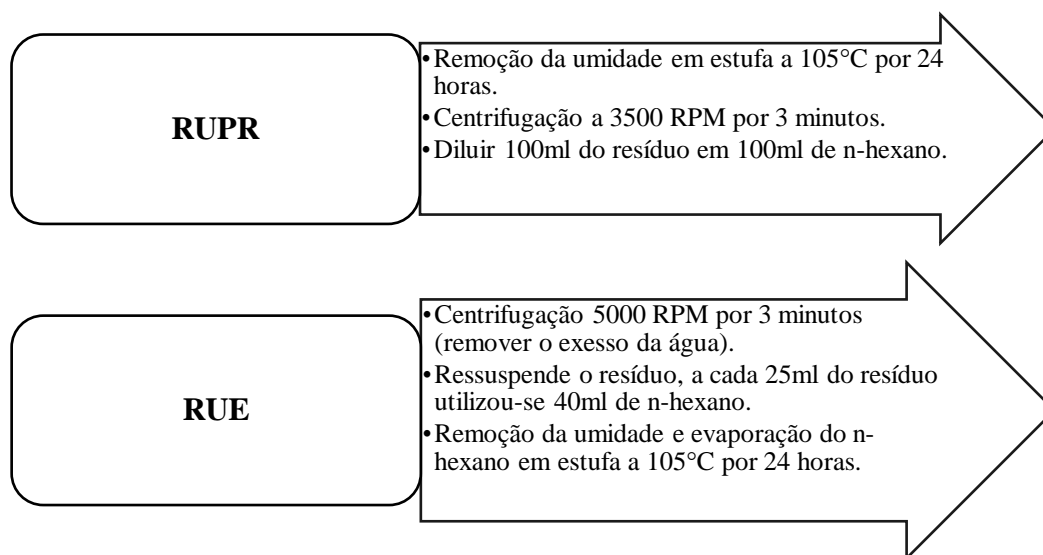 RUPR
•Remoção da umidade em estufa a 105°C por 24
horas.
•Centrifugação a 3500 RPM por 3 minutos.
•Diluir 100ml do resíduo em 100ml de n-hexano.
RUE
•Centrifugação 5000 RPM por 3 minutos
(remover o exesso da água).
•Ressuspende o resíduo, a cada 25ml do resíduo
utilizou-se 40ml de n-hexano.
•Remoção da umidade e evaporação do n-
hexano em estufa a 105°C por 24 horas.